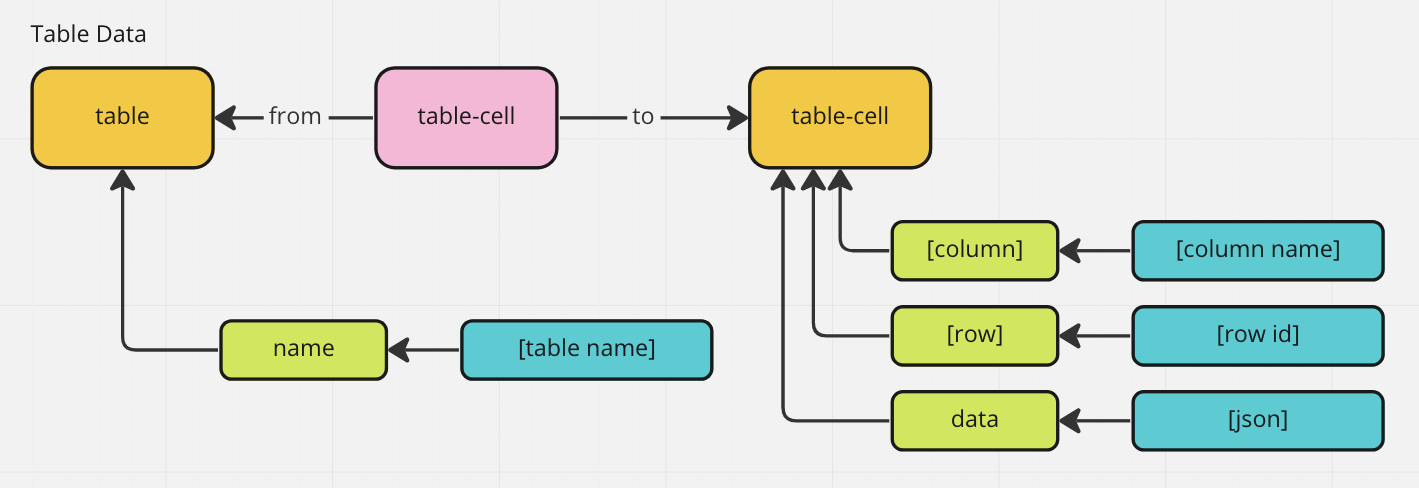 Table Data
table
from
table-cell
to
table-cell
[column]
[column name]
[row]
[row id]
name
[table name]
data
[json]